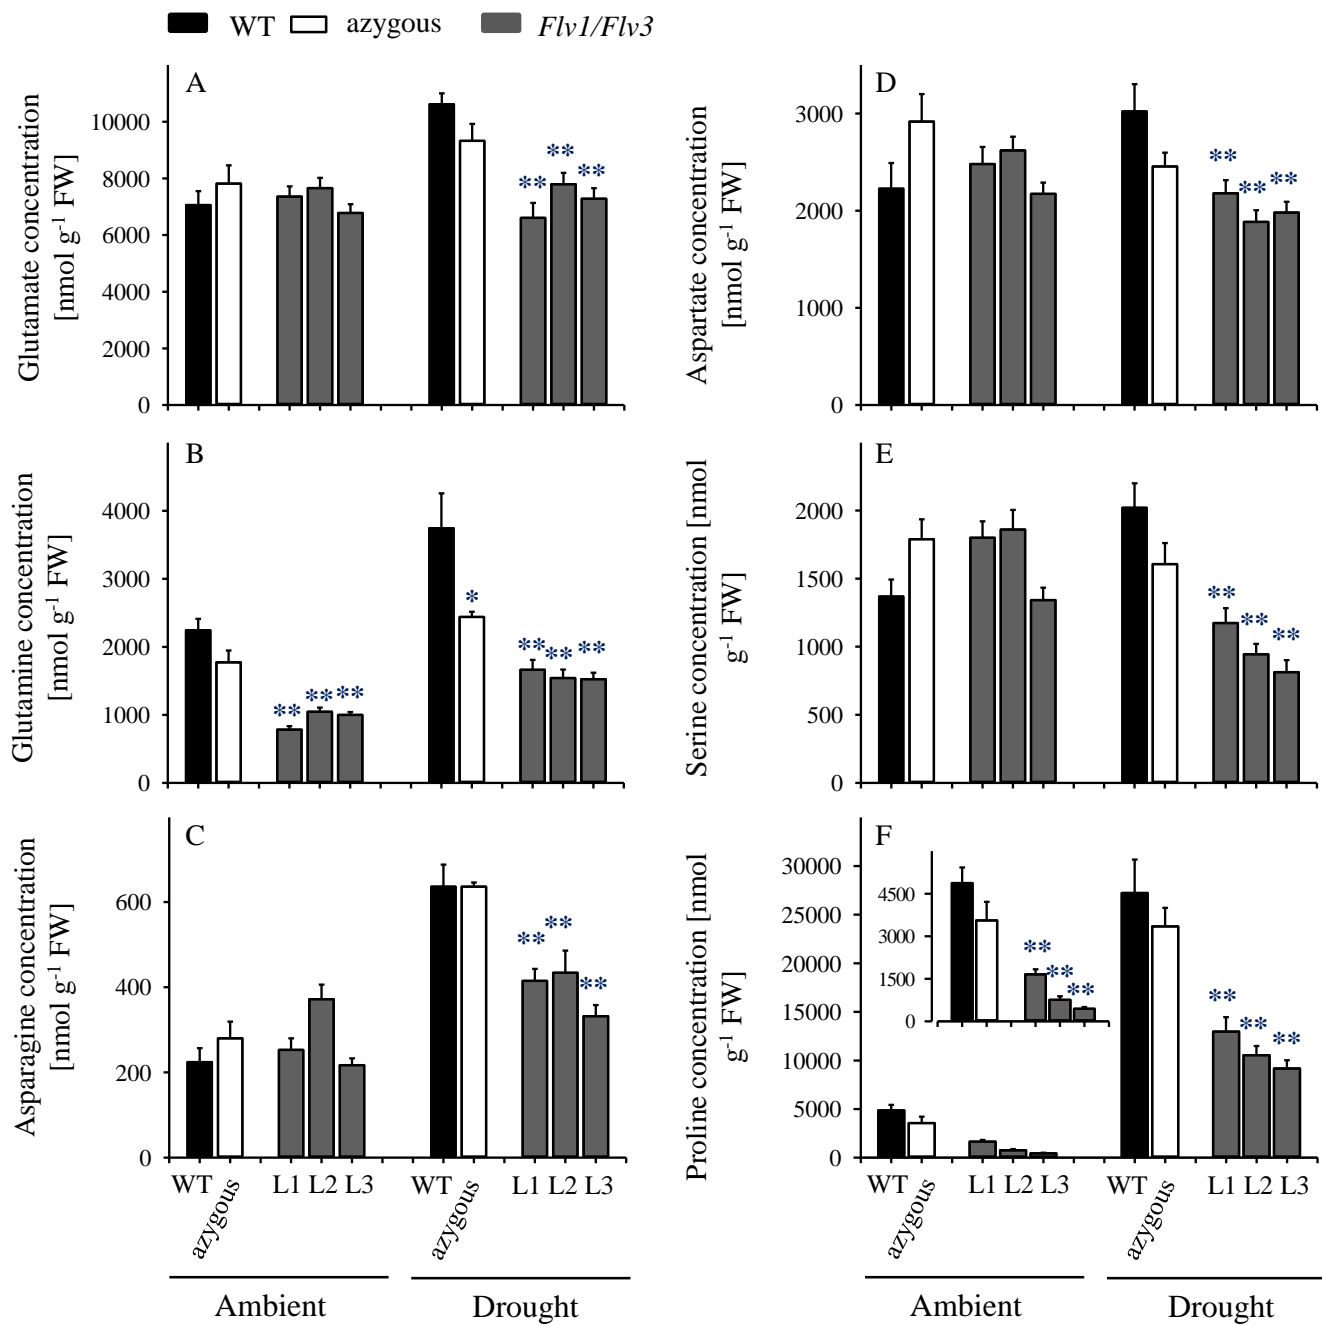 WT azygous Flv1/Flv3
A
Glutamate concentration
[nmol g-1 FW]
10000
8000
6000
4000
2000
0
**
**
**
B
Glutamine concentration
[nmol g-1 FW]
4000
3000
2000
1000
0
**
**
**
*
**
**
**
C
Asparagine concentration
[nmol g-1 FW]
600
400
200
0
**
**
**
WT
azygous
L1 L2 L3
WT
azygous
L1 L2 L3
Ambient
Drought
D
Aspartate concentration
[nmol g-1 FW]
3000
2000
1000
0
**
**
**
E
Serine concentration [nmol
g-1 FW]
2000
1500
1000
500
0
**
**
**
F
Proline concentration [nmol
g-1 FW]
30000
25000
20000
15000
10000
5000
0
4500
3000
1500
0
**
**
**
**
**
**
WT
azygous
L1 L2 L3
WT
azygous
L1 L2 L3
Ambient
Drought